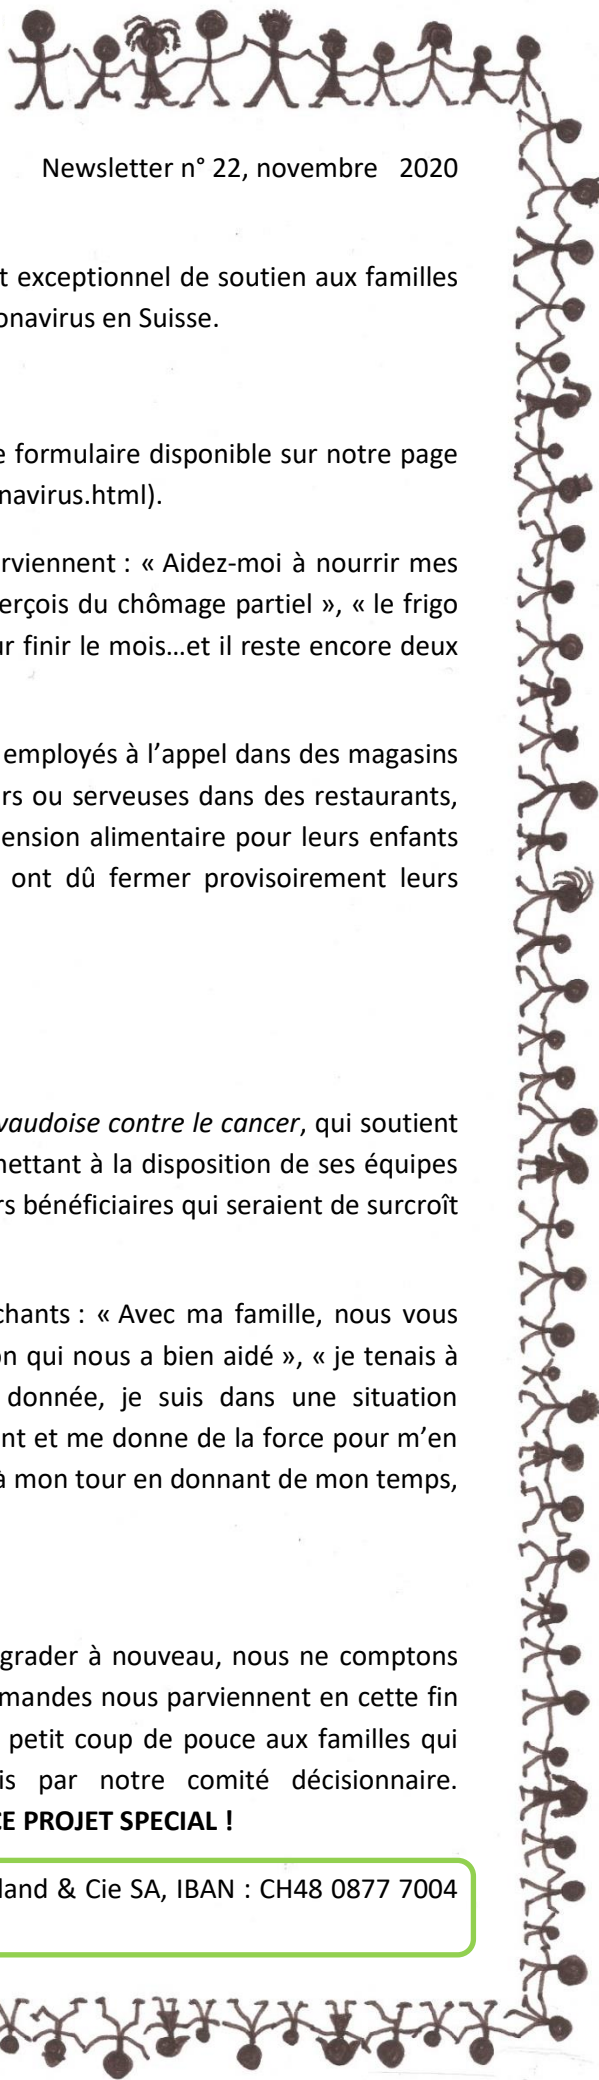 Newsletter n° 22, novembre 2020
t exceptionnel de soutien aux familles
onavirus en Suisse.
e formulaire disponible sur notre page
navirus.html).
rviennent : « Aidez-moi à nourrir mes
erçois du chômage partiel », « le frigo
ur finir le mois…et il reste encore deux
employés à l’appel dans des magasins
rs ou serveuses dans des restaurants,
ension alimentaire pour leurs enfants
ont dû fermer provisoirement leurs
vaudoise contre le cancer, qui soutient
mettant à la disposition de ses équipes
rs bénéficiaires qui seraient de surcroît
chants : « Avec ma famille, nous vous
on qui nous a bien aidé », « je tenais à
donnée, je suis dans une situation
nt et me donne de la force pour m’en
à mon tour en donnant de mon temps,
grader à nouveau, nous ne comptons
mandes nous parviennent en cette fin
petit coup de pouce aux familles qui
is par notre comité décisionnaire.
CE PROJET SPECIAL !
land & Cie SA, IBAN : CH48 0877 7004